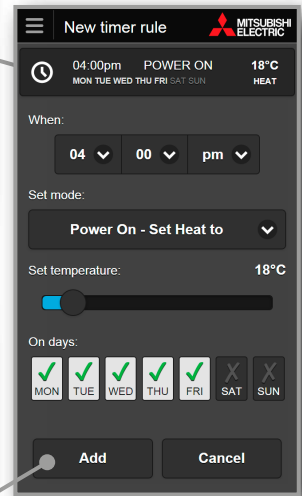 New timer rule
MITSUBISHI
ELECTRIC
04:00pm POWER ON 18°C
MON TUE WED THU FRI SAT SUN HEAT
When:
04 00 pm
Set mode:
Power On - Set Heat to
Set temperature: 18°C
On days:
MON TUE WED THU FRI SAT SUN
Add Cancel